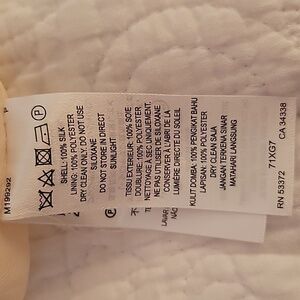 M199292
SHELL: 100% SILK
LINING: 100% POLYESTER
DRY CLEAN ONLY. DO NOT USE
SILOXANE
DO NOT STORE IN DIRECT
SUNLIGHT
TISSU EXTERIEUR: 100% SOIE
DOUBLURE: 100% POLYESTER
NETTOYAGE À SEC
NE PAS UTILISER DE SILOXANE
CONSERVER À L'ABRI DE LA
LUMIÈRE DIRECTE DU SOLEIL
KULIT DOMBA: 100% PENGIKAT BAHU
LAPISAN: 100% POLYESTER
DRY CLEAN SAJA
JANGAN TERKENA SINAR
MATAHARI LANGSUNG
71XG7
RN 53372 CA 34338
LAVAR